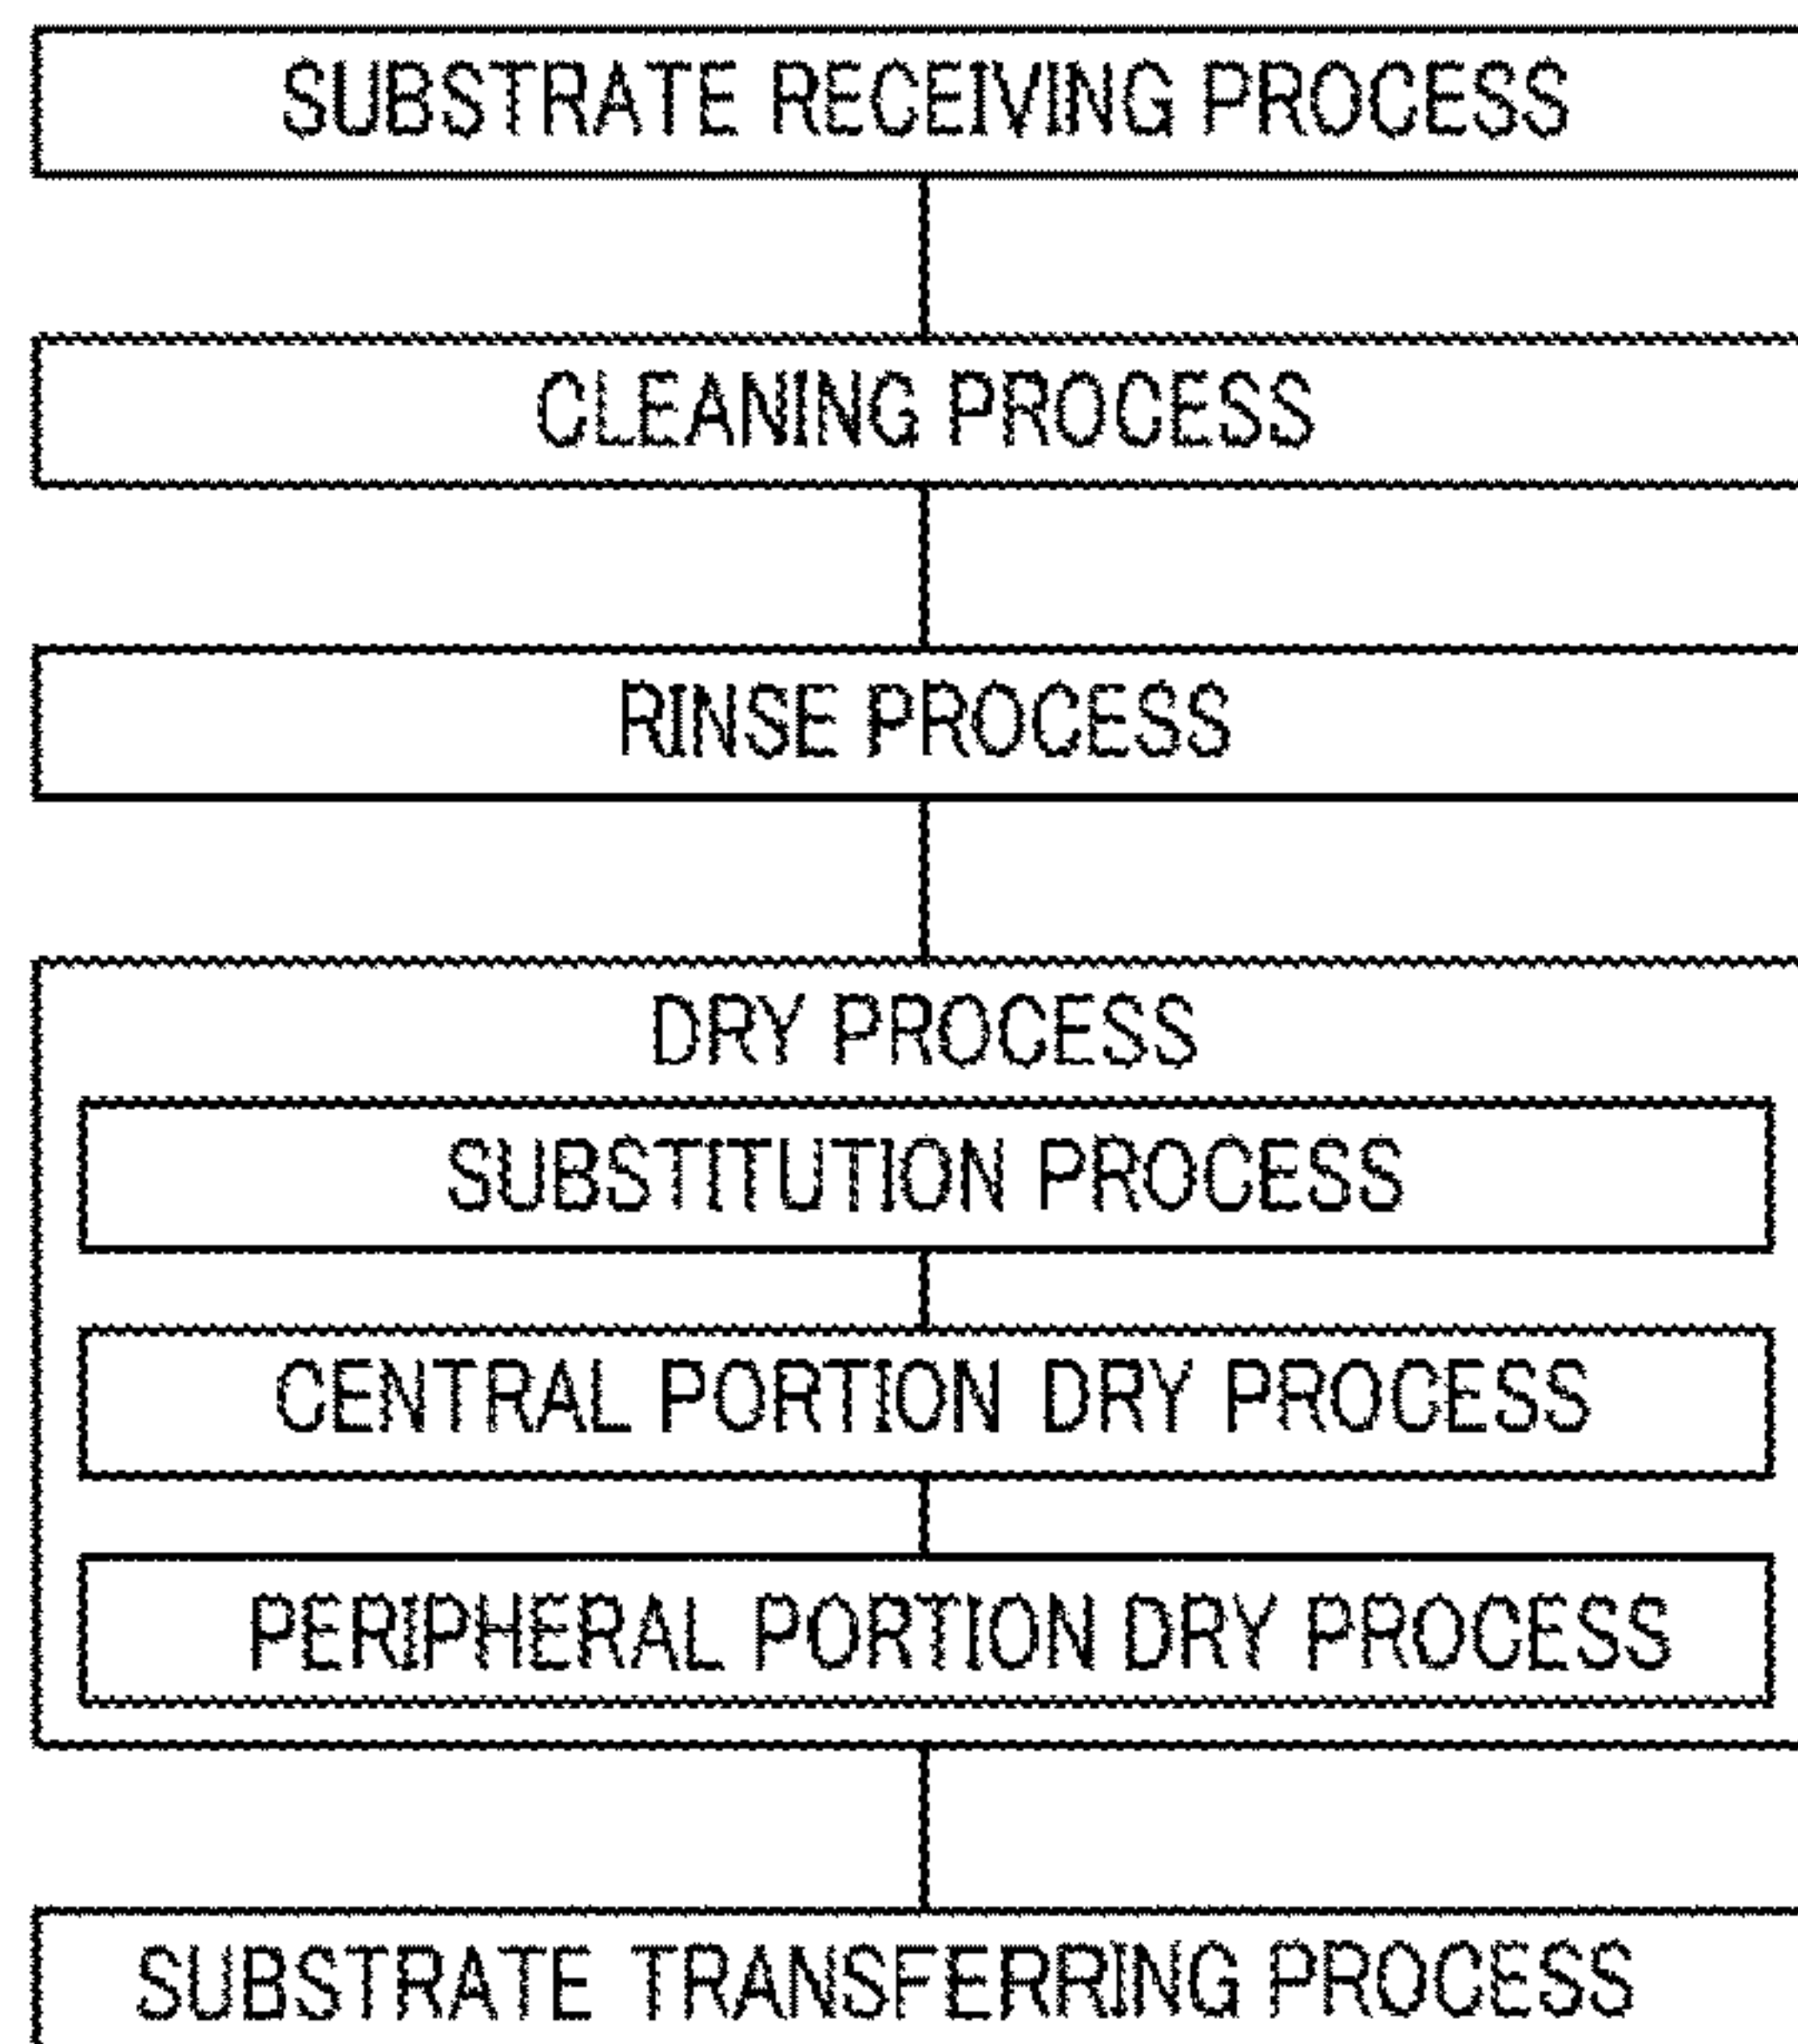 SUBSTRATE RECEIVING PROCESS
CLEANING PROCESS
RINSE PROCESS
DRY PROCESS
SUBSTITUTION PROCESS
CENTRAL PORTION DRY PROCESS
PERIPHERAL PORTION DRY PROCESS
SUBSTRATE TRANSFERRING PROCESS